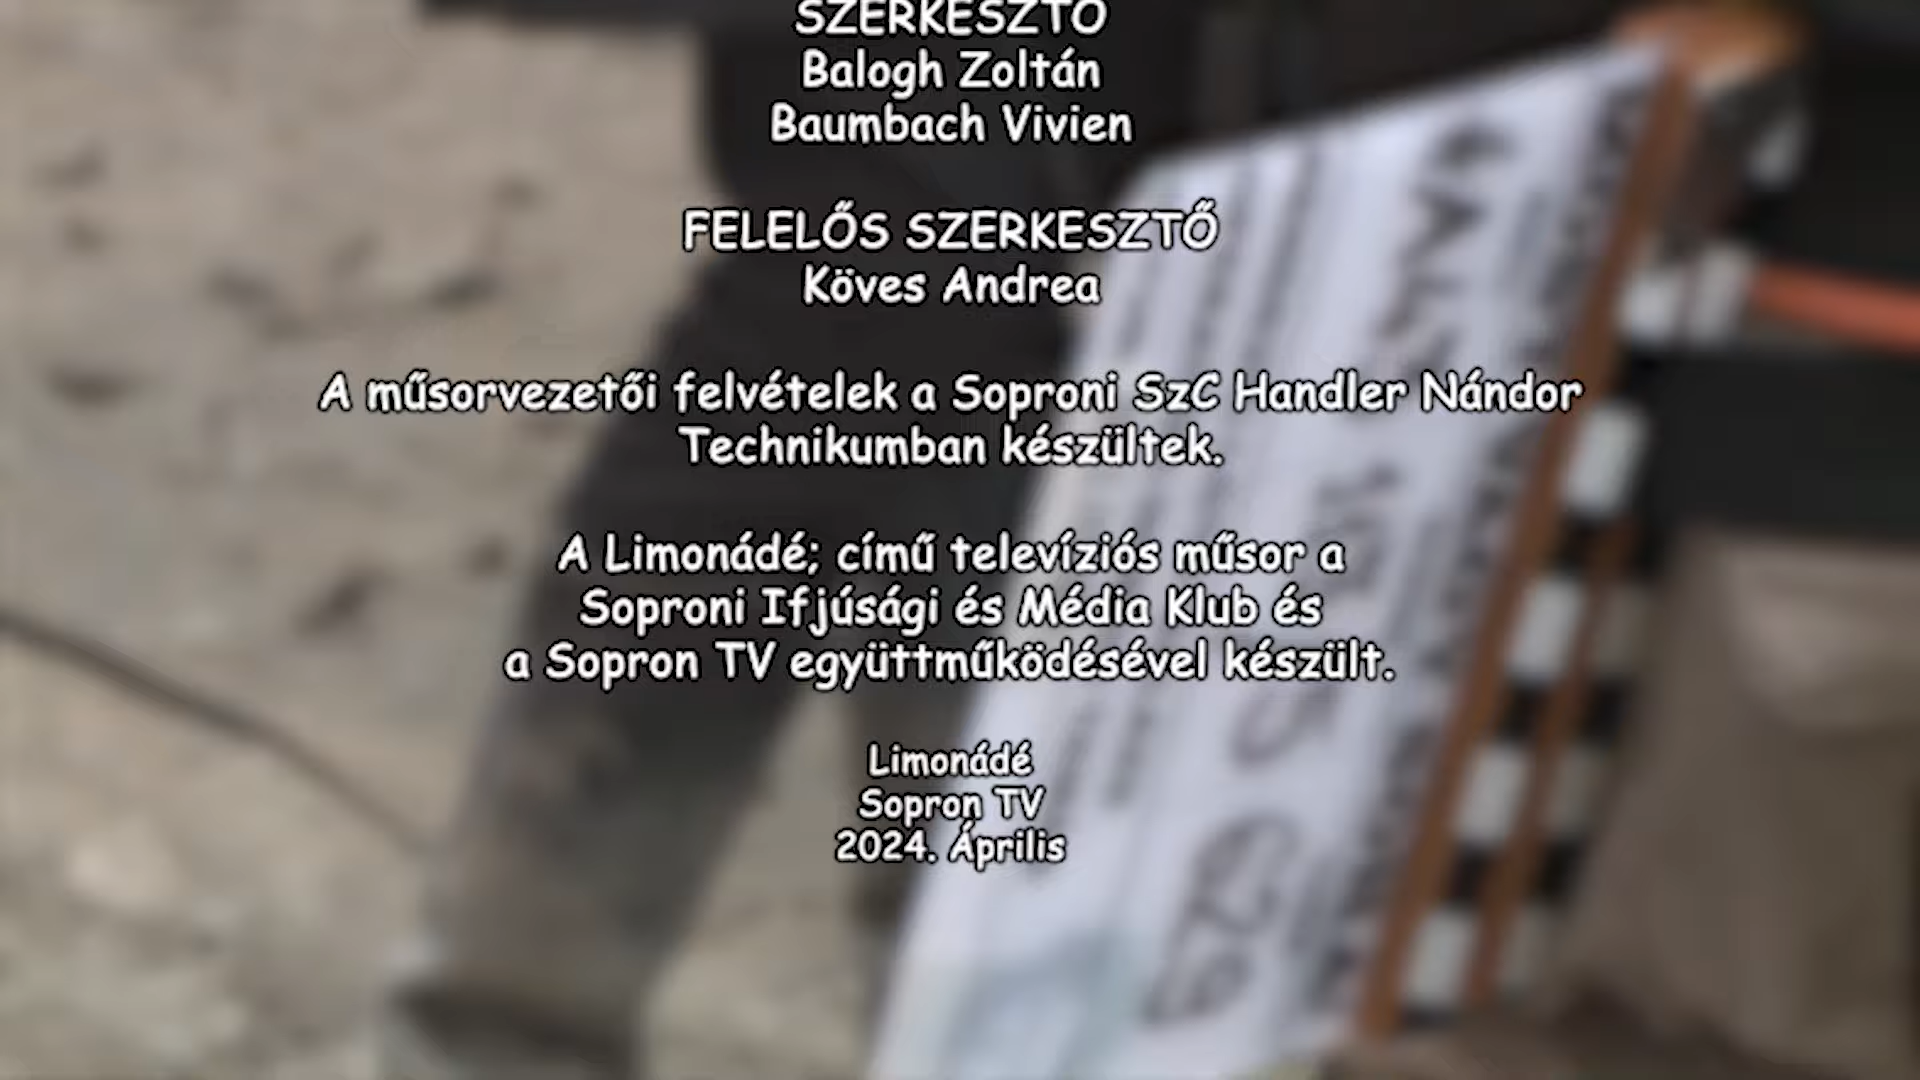 SZERKESZTŐ
Balogh Zoltán
Baumbach Vivien
FELELŐS SZERKESZTŐ
Köves Andrea
A műsorvezetői felvételek a Soproni SzC Handler Nándor
Technikumban készültek.
A Limonádé; című televíziós műsor a
Soproni Ifjúsági és Média Klub és
a Sopron TV együttműködésével készült.
Limonádé
Sopron TV
2024. Április